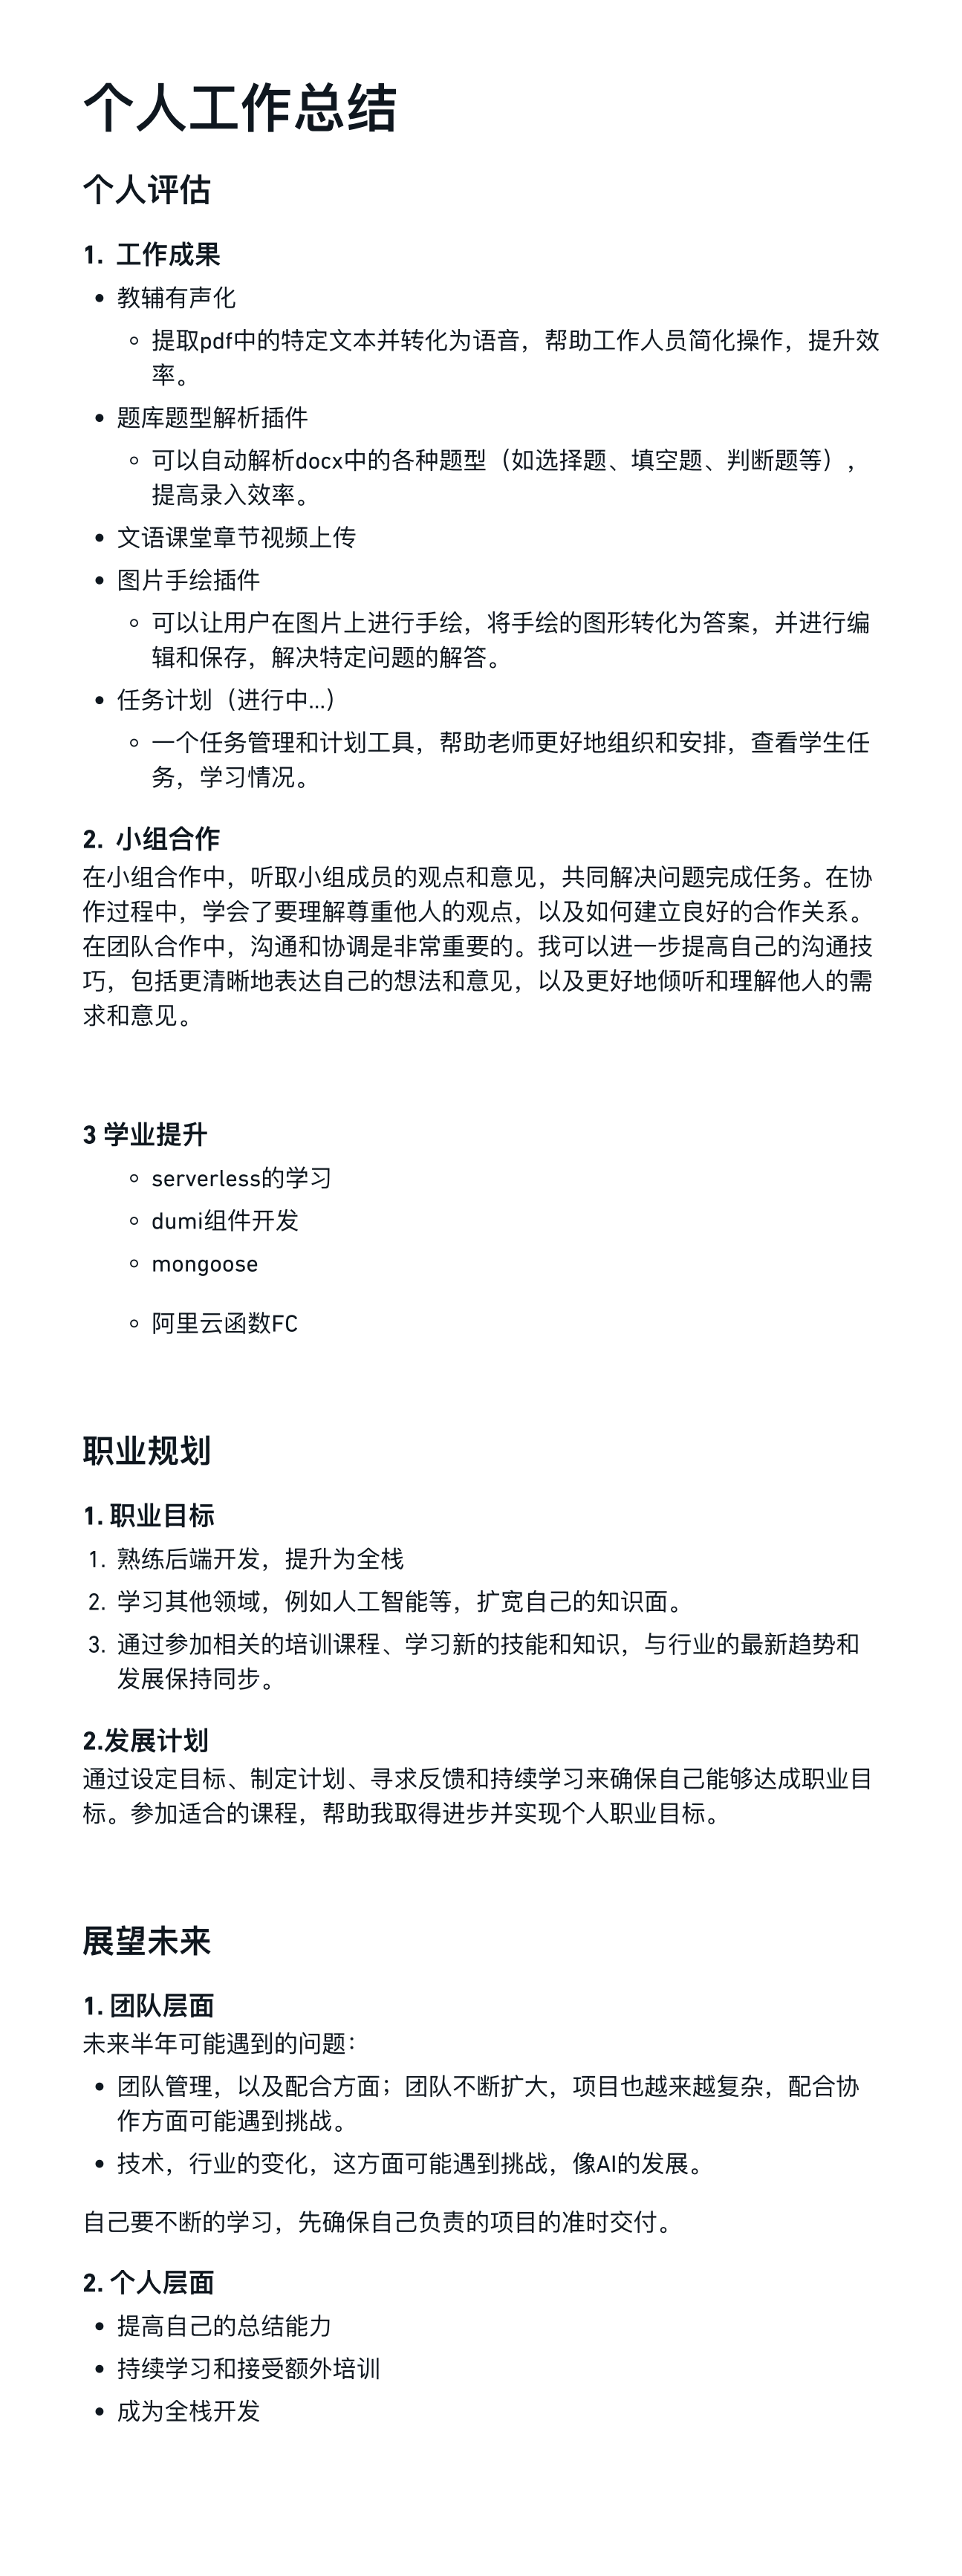 个人工作总结
个人评估
1. 工作成果
• 教辅有声化
◦ 提取pdf中的特定文本并转化为语音，帮助工作人员简化操作，提升效
率。
• 题库题型解析插件
◦ 可以自动解析docx中的各种题型（如选择题、填空题、判断题等），
提高录入效率。
• 文语课堂章节视频上传
• 图片手绘插件
◦ 可以让用户在图片上进行手绘，将手绘的图形转化为答案，并进行编
辑和保存，解决特定问题的解答。
• 任务计划（进行中...）
◦ 一个任务管理和计划工具，帮助老师更好地组织和安排，查看学生任
务，学习情况。
2. 小组合作
在小组合作中，听取小组成员的观点和意见，共同解决问题完成任务。在协
作过程中，学会了要理解尊重他人的观点，以及如何建立良好的合作关系。
在团队合作中，沟通和协调是非常重要的。我可以进一步提高自己的沟通技
巧，包括更清晰地表达自己的想法和意见，以及更好地倾听和理解他人的需
求和意见。
3 学业提升
◦ serverless的学习
◦ dumi组件开发
◦ mongoose
◦ 阿里云函数FC
职业规划
1. 职业目标
1. 熟练后端开发，提升为全栈
2. 学习其他领域，例如人工智能等，扩宽自己的知识面。
3. 通过参加相关的培训课程、学习新的技能和知识，与行业的最新趋势和
发展保持同步。
2.发展计划
通过设定目标、制定计划、寻求反馈和持续学习来确保自己能够达成职业目
标。参加适合的课程，帮助我取得进步并实现个人职业目标。
展望未来
1. 团队层面
未来半年可能遇到的问题：
• 团队管理，以及配合方面；团队不断扩大，项目也越来越复杂，配合协
作方面可能遇到挑战。
• 技术，行业的变化，这方面可能遇到挑战，像AI的发展。
自己要不断的学习，先确保自己负责的项目的准时交付。
2. 个人层面
• 提高自己的总结能力
• 持续学习和接受额外培训
• 成为全栈开发